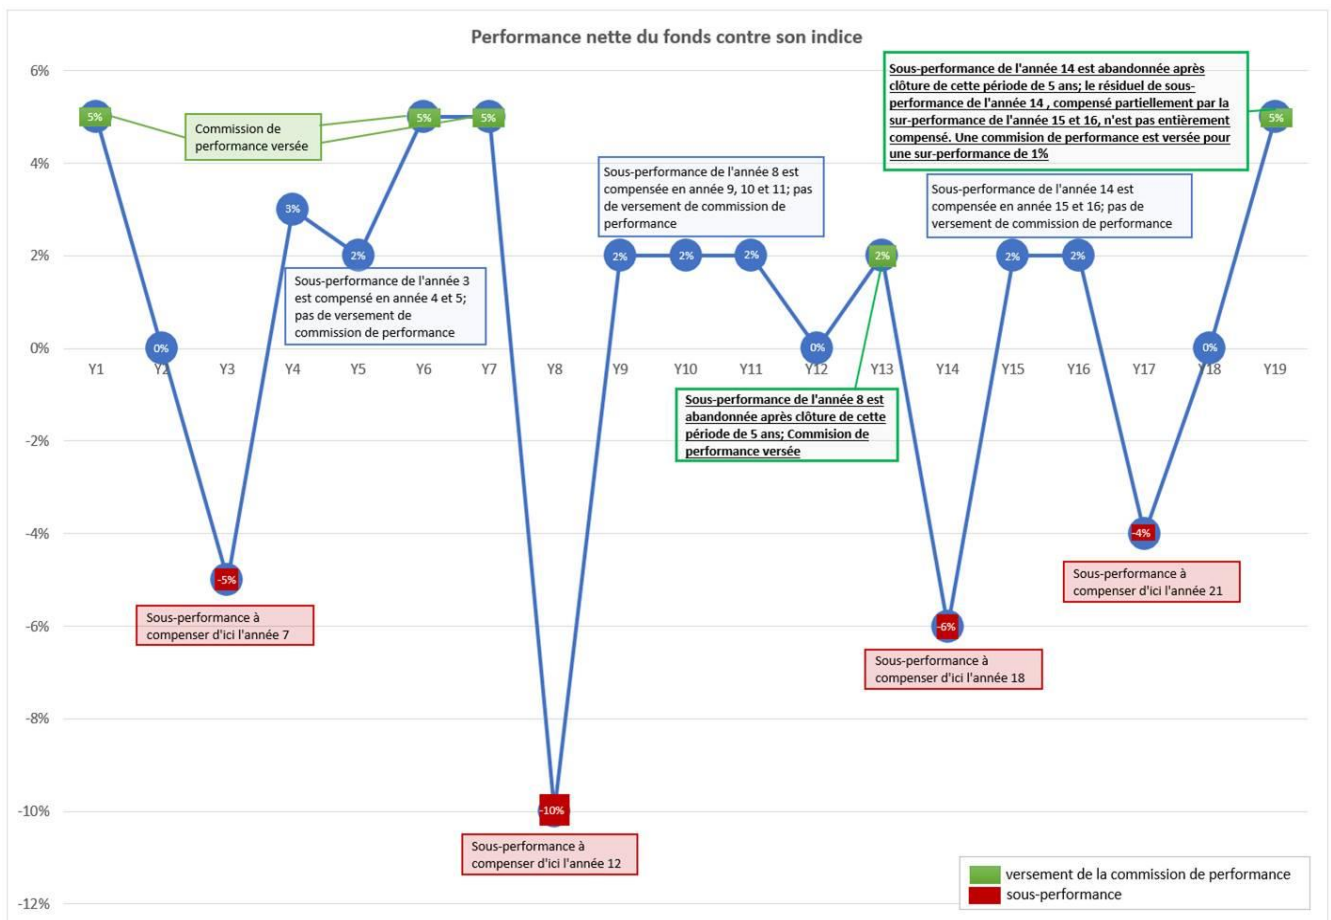 Performance nette du fonds contre son indice
6%
4%
2%
0%
-2%
-4%
-6%
-8%
-10%
-12%
Y1
Y2
Y3
Y4
Y5
Y6
Y7
Y8
Y9
Y10
Y11
Y12
Y13
Y14
Y15
Y16
Y17
Y18
Y19
5%
0%
-5%
3%
2%
5%
5%
-10%
2%
2%
2%
0%
2%
-6%
2%
2%
-4%
0%
5%
Commission de
performance versée
Sous-performance de l'année 3
est compensé en année 4 et 5;
pas de versement de
commission de performance
Sous-performance à
compenser d'ici l'année 7
Sous-performance à
compenser d'ici l'année 12
Sous-performance de l'année 8 est
compensée en année 9, 10 et 11; pas
de versement de commission de
performance
Sous-performance de l'année 8 est
abandonnée après clôture de cette
période de 5 ans; Commision de
performance versée
Sous-performance à
compenser d'ici l'année 18
Sous-performance de l'année 14 est
compensée en année 15 et 16; pas de
versement de commission de performance
Sous-performance à
compenser d'ici l'année 21
Sous-performance de l'année 14 est abandonnée après
clôture de cette période de 5 ans; le résiduel de sous-
performance de l'année 14 , compensé partiellement par la
sur-performance de l'année 15 et 16, n'est pas entièrement
compensé. Une commision de performance est versée pour
une sur-performance de 1%
versement de la commission de performance
sous-performance